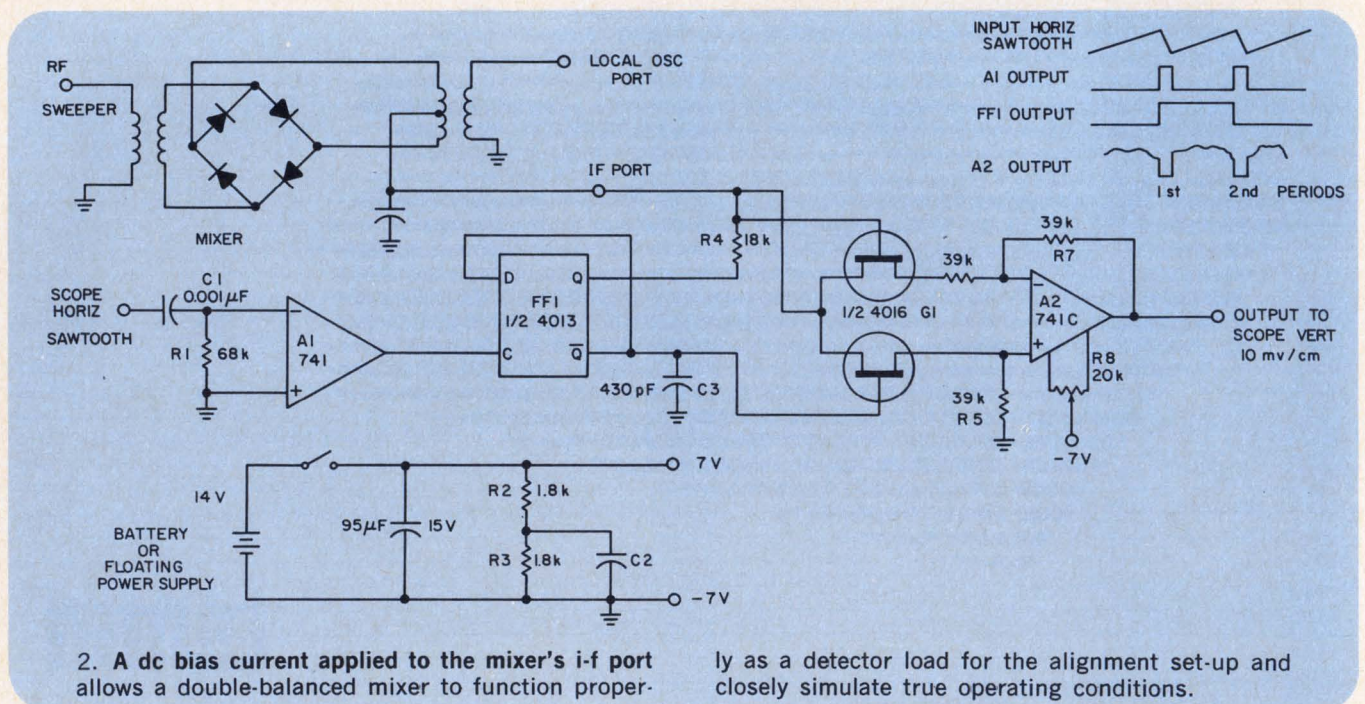 RF
SWEEPER
LOCAL OSC
PORT
IF PORT
MIXER
INPUT HORIZ
SAWTOOTH
A1 OUTPUT
FF1 OUTPUT
A2 OUTPUT
1 st 2 nd PERIODS
SCOPE
HORIZ
SAWTOOTH
C1
0.001μF
R1 68k
−
+
A1
741
D Q
FF1
1/2 4013
C Q̅
430 pF C3
R4 18k
1/2 4016 G1
39k
39k
R7
−
+
A2
741C
39k
R5
R8
20k
−7V
OUTPUT TO
SCOPE VERT
10 mv/cm
14 V
BATTERY
OR
FLOATING
POWER SUPPLY
95μF 15V
R2 1.8k
R3 1.8k
C2
7V
−7V
2. A dc bias current applied to the mixer's i-f port
allows a double-balanced mixer to function proper-
ly as a detector load for the alignment set-up and
closely simulate true operating conditions.